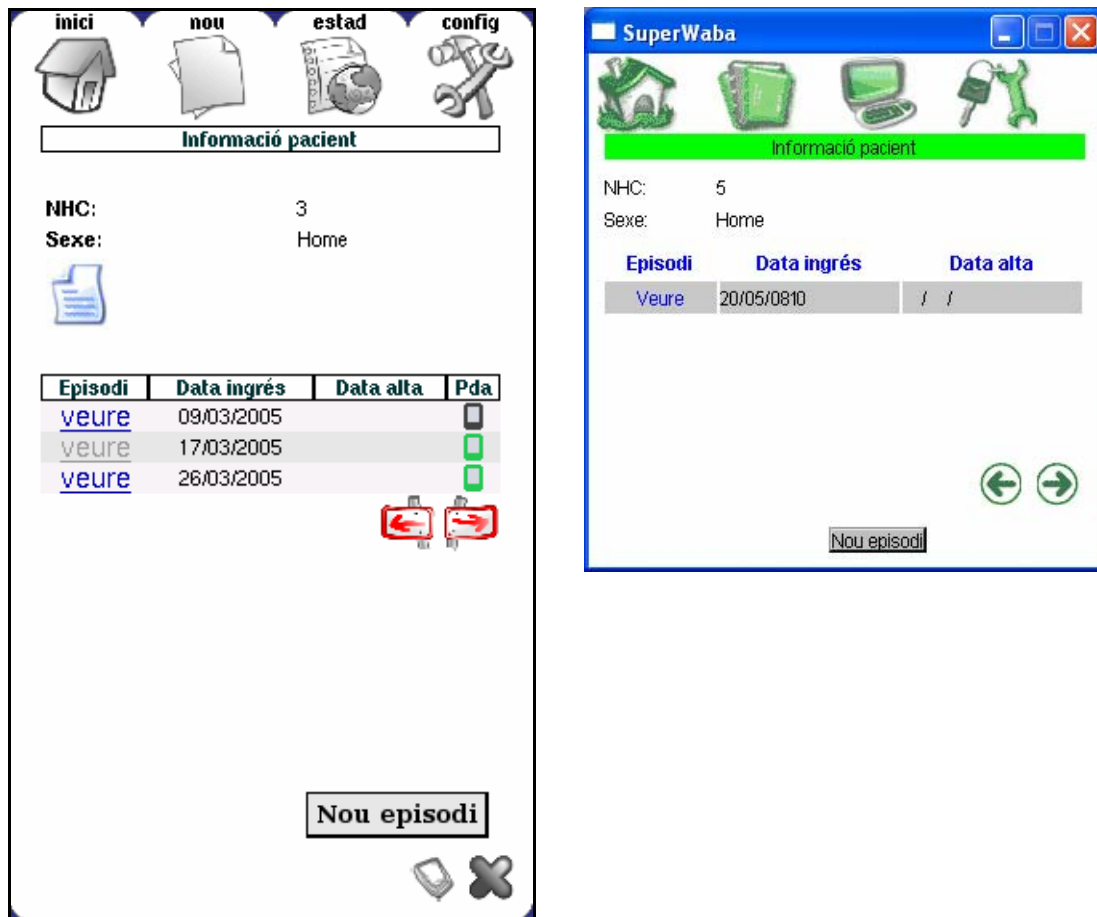 inici nou estad config
Informació pacient
NHC: 3
Sexe: Home
Episodi Data ingrés Data alta Pda
veure 09/03/2005
veure 17/03/2005
veure 26/03/2005
Nou episodi
SuperWaba
Informació pacient
NHC: 5
Sexe: Home
Episodi Data ingrés Data alta
Veure 20/05/0810 / /
Nou episodi